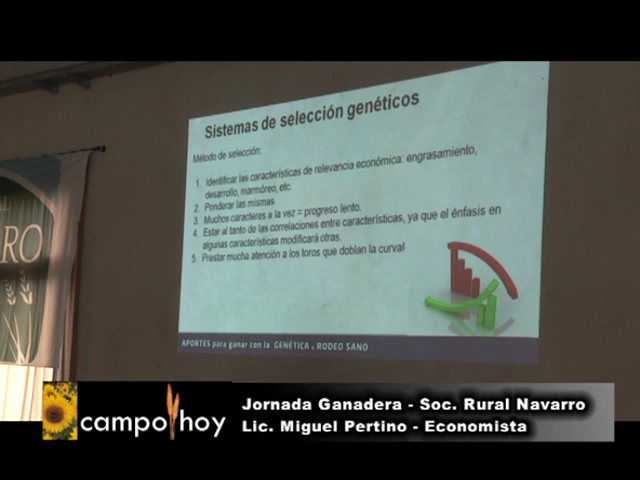 Sistemas de selección genéticos
Método de selección:
1. Identificar las características de relevancia económica: engrasamiento,
desarrollo, marmóreo, etc.
2. Ponderar las mismas
3. Muchos caracteres a la vez = progreso lento.
4. Estar al tanto de las correlaciones entre características, ya que el énfasis en
algunas características modificará otras.
5. Prestar mucha atención a los toros que doblan la curva!
APORTES para ganar con la GENÉTICA y RODEO SANO
AL
RO
campo hoy
Jornada Ganadera - Soc. Rural Navarro
Lic. Miguel Pertino - Economista